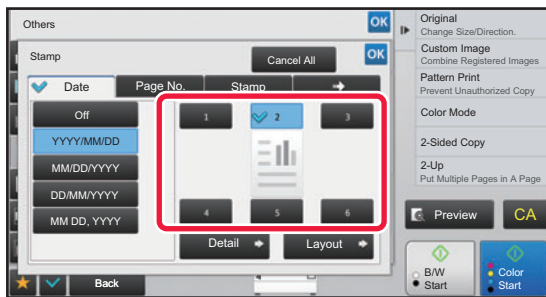 Others
OK
Stamp
Cancel All
OK
Date
Page No.
Stamp
Off
YYYY/MM/DD
MM/DD/YYYY
DD/MM/YYYY
MM DD, YYYY
1
2
3
4
5
6
Detail
Layout
Back
Original
Change Size/Direction.
Custom Image
Combine Registered Images
Pattern Print
Prevent Unauthorized Copy
Color Mode
2-Sided Copy
2-Up
Put Multiple Pages in A Page
Preview
CA
B/W
Start
Color
Start